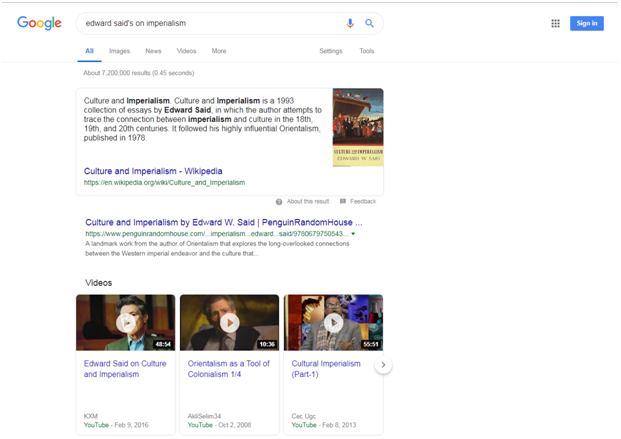 Google
edward said's on imperialism
Sign in
All Images News Videos More Settings Tools
About 7,200,000 results (0.45 seconds)
Culture and Imperialism. Culture and Imperialism is a 1993
collection of essays by Edward Said, in which the author attempts to
trace the connection between imperialism and culture in the 18th,
19th, and 20th centuries. It followed his highly influential Orientalism,
published in 1978.
CULTURE AND IMPERIALISM
EDWARD W. SAID
Culture and Imperialism - Wikipedia
https://en.wikipedia.org/wiki/Culture_and_Imperialism
About this result Feedback
Culture and Imperialism by Edward W. Said | PenguinRandomHouse ...
https://www.penguinrandomhouse.com/...imperialism...edward...said/9780679750543...
A landmark work from the author of Orientalism that explores the long-overlooked connections
between the Western imperial endeavor and the culture that...
Videos
48:54 10:36 55:51
Edward Said on Culture
and Imperialism
KXM
YouTube - Feb 9, 2016
Orientalism as a Tool of
Colonialism 1/4
AkliSelim34
YouTube - Oct 2, 2008
Cultural Imperialism
(Part-1)
Cec Ugc
YouTube - Feb 8, 2013